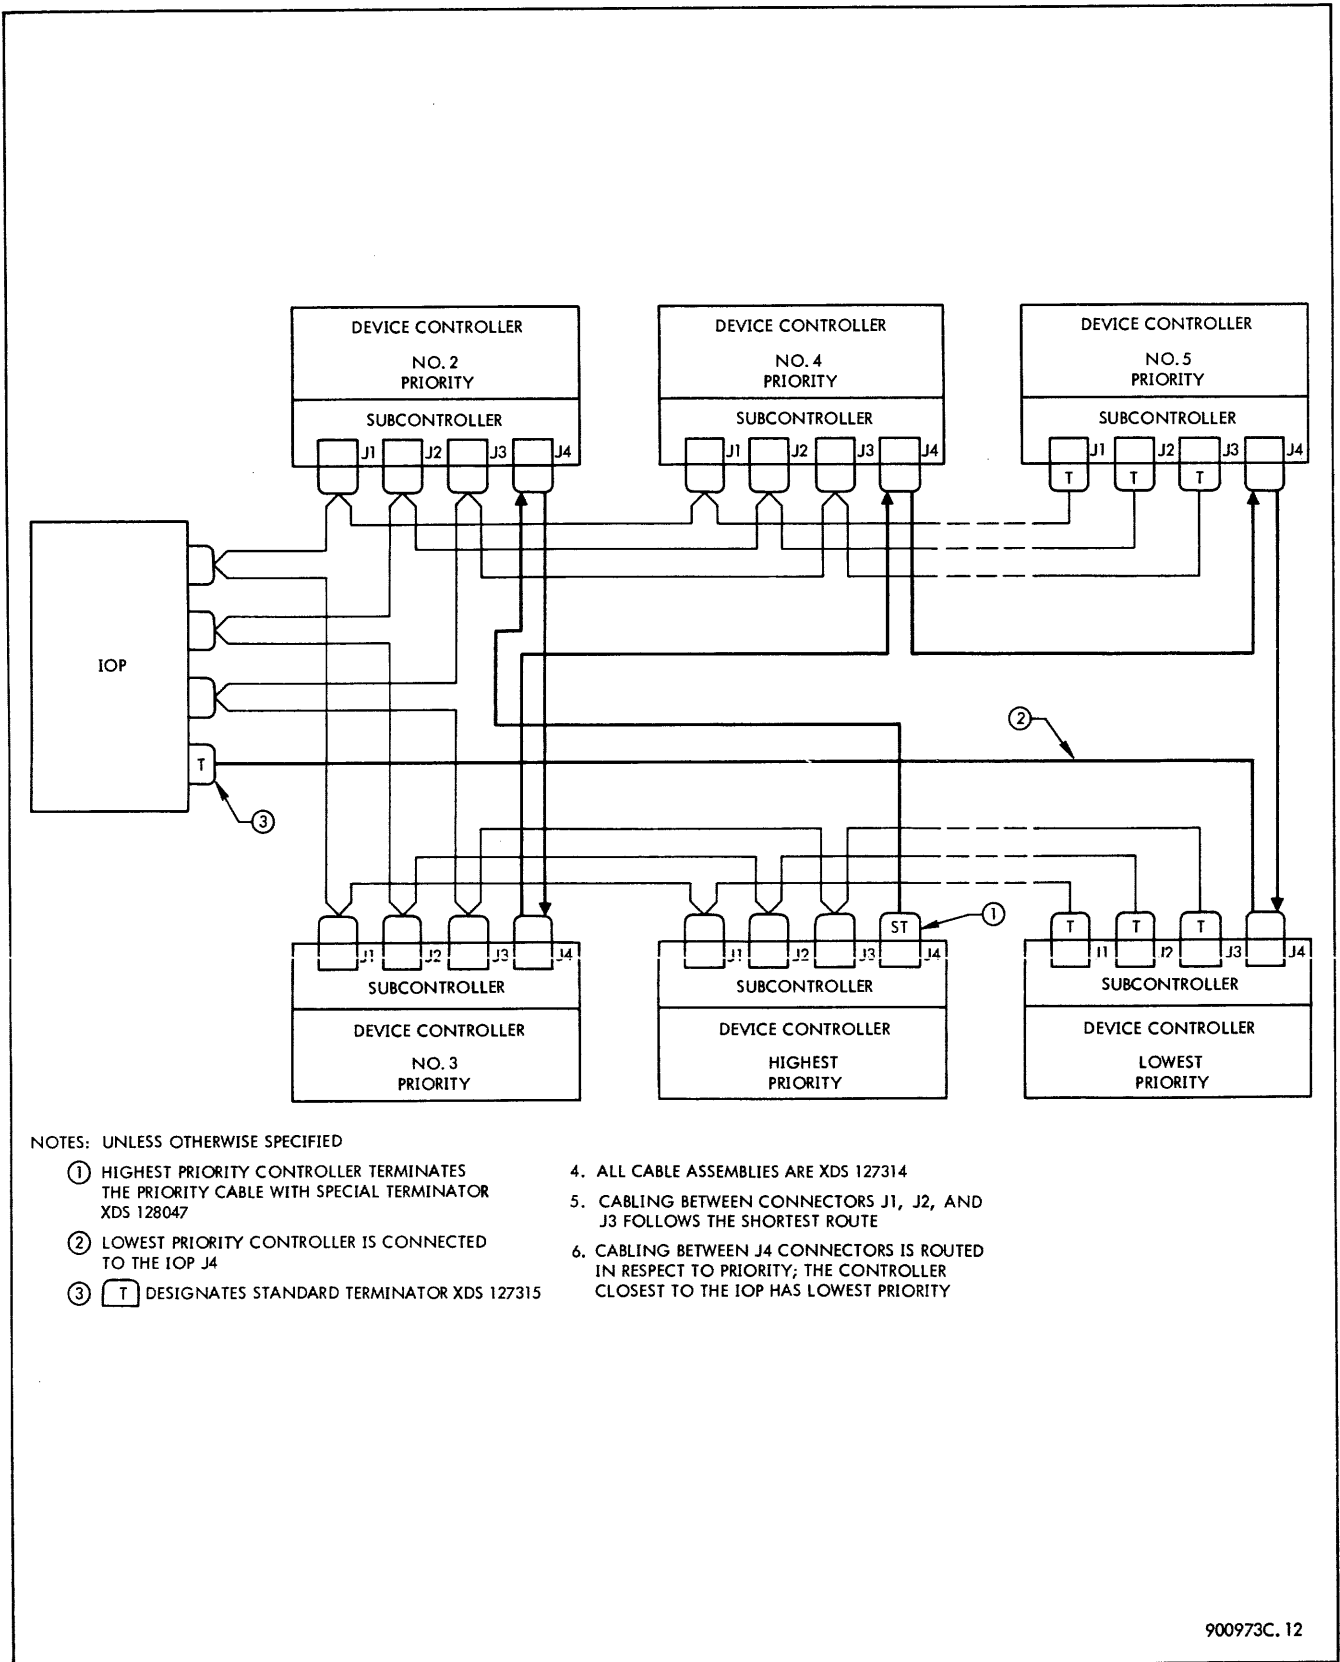 DEVICE CONTROLLER
NO. 2
PRIORITY
SUBCONTROLLER
J1
J2
J3
J4
DEVICE CONTROLLER
NO. 4
PRIORITY
SUBCONTROLLER
J1
J2
J3
J4
DEVICE CONTROLLER
NO. 5
PRIORITY
SUBCONTROLLER
J1
J2
J3
J4
T
T
T
IOP
T
3
2
1
ST
T
T
T
J1
J2
J3
J4
SUBCONTROLLER
DEVICE CONTROLLER
NO. 3
PRIORITY
J1
J2
J3
J4
SUBCONTROLLER
DEVICE CONTROLLER
HIGHEST
PRIORITY
J1
J2
J3
J4
SUBCONTROLLER
DEVICE CONTROLLER
LOWEST
PRIORITY
NOTES: UNLESS OTHERWISE SPECIFIED
1 HIGHEST PRIORITY CONTROLLER TERMINATES
THE PRIORITY CABLE WITH SPECIAL TERMINATOR
XDS 128047
2 LOWEST PRIORITY CONTROLLER IS CONNECTED
TO THE IOP J4
3 T DESIGNATES STANDARD TERMINATOR XDS 127315
4. ALL CABLE ASSEMBLIES ARE XDS 127314
5. CABLING BETWEEN CONNECTORS J1, J2, AND
J3 FOLLOWS THE SHORTEST ROUTE
6. CABLING BETWEEN J4 CONNECTORS IS ROUTED
IN RESPECT TO PRIORITY; THE CONTROLLER
CLOSEST TO THE IOP HAS LOWEST PRIORITY
900973C. 12